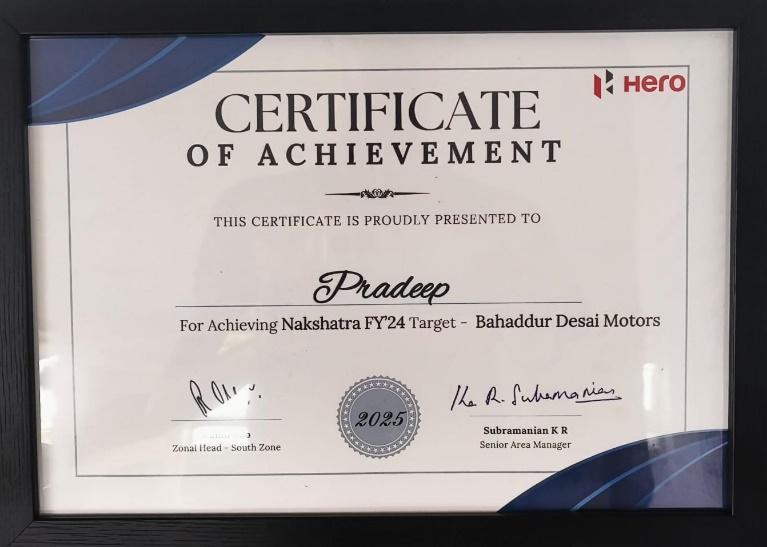 Hero
CERTIFICATE
OF ACHIEVEMENT
THIS CERTIFICATE IS PROUDLY PRESENTED TO
Pradeep
For Achieving Nakshatra FY'24 Target - Bahaddur Desai Motors
2025
Zonal Head - South Zone
K R Subramanian
Subramanian K R
Senior Area Manager